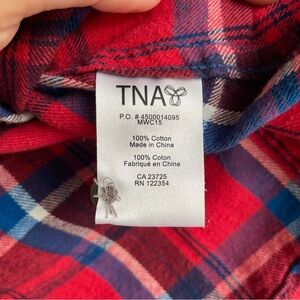 TNA
P.O. # 4500014095
MWC15
100% Cotton
Made in China
100% Coton
Fabriqué en Chine
CA 23725
RN 122354